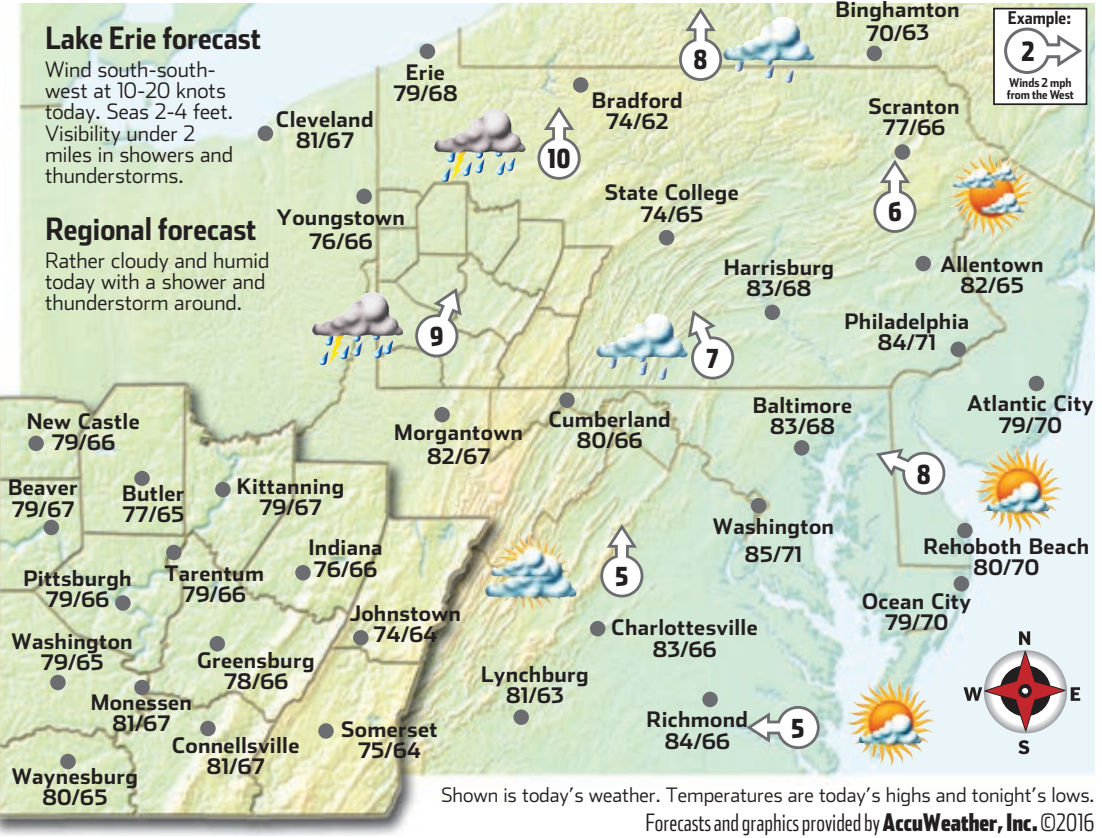 Lake Erie forecast
Wind south-south-
west at 10-20 knots
today. Seas 2-4 feet.
Visibility under 2
miles in showers and
thunderstorms.
Regional forecast
Rather cloudy and humid
today with a shower and
thunderstorm around.
Example:
2
Winds 2 mph
from the West
Binghamton
70/63
8
Erie
79/68
Bradford
74/62
Cleveland
81/67
10
Scranton
77/66
Youngstown
76/66
State College
74/65
6
Harrisburg
83/68
Allentown
82/65
9
7
Philadelphia
84/71
New Castle
79/66
Morgantown
82/67
Cumberland
80/66
Baltimore
83/68
Atlantic City
79/70
8
Beaver
79/67
Butler
77/65
Kittanning
79/67
Washington
85/71
Rehoboth Beach
80/70
Pittsburgh
79/66
Tarentum
79/66
Indiana
76/66
5
Ocean City
79/70
Johnstown
74/64
Charlottesville
83/66
Washington
79/65
Greensburg
78/66
Lynchburg
81/63
N
W
E
S
Monessen
81/67
Connellsville
81/67
Somerset
75/64
Richmond
84/66
5
Waynesburg
80/65
Shown is today's weather. Temperatures are today's highs and tonight's lows.
Forecasts and graphics provided by AccuWeather, Inc. ©2016